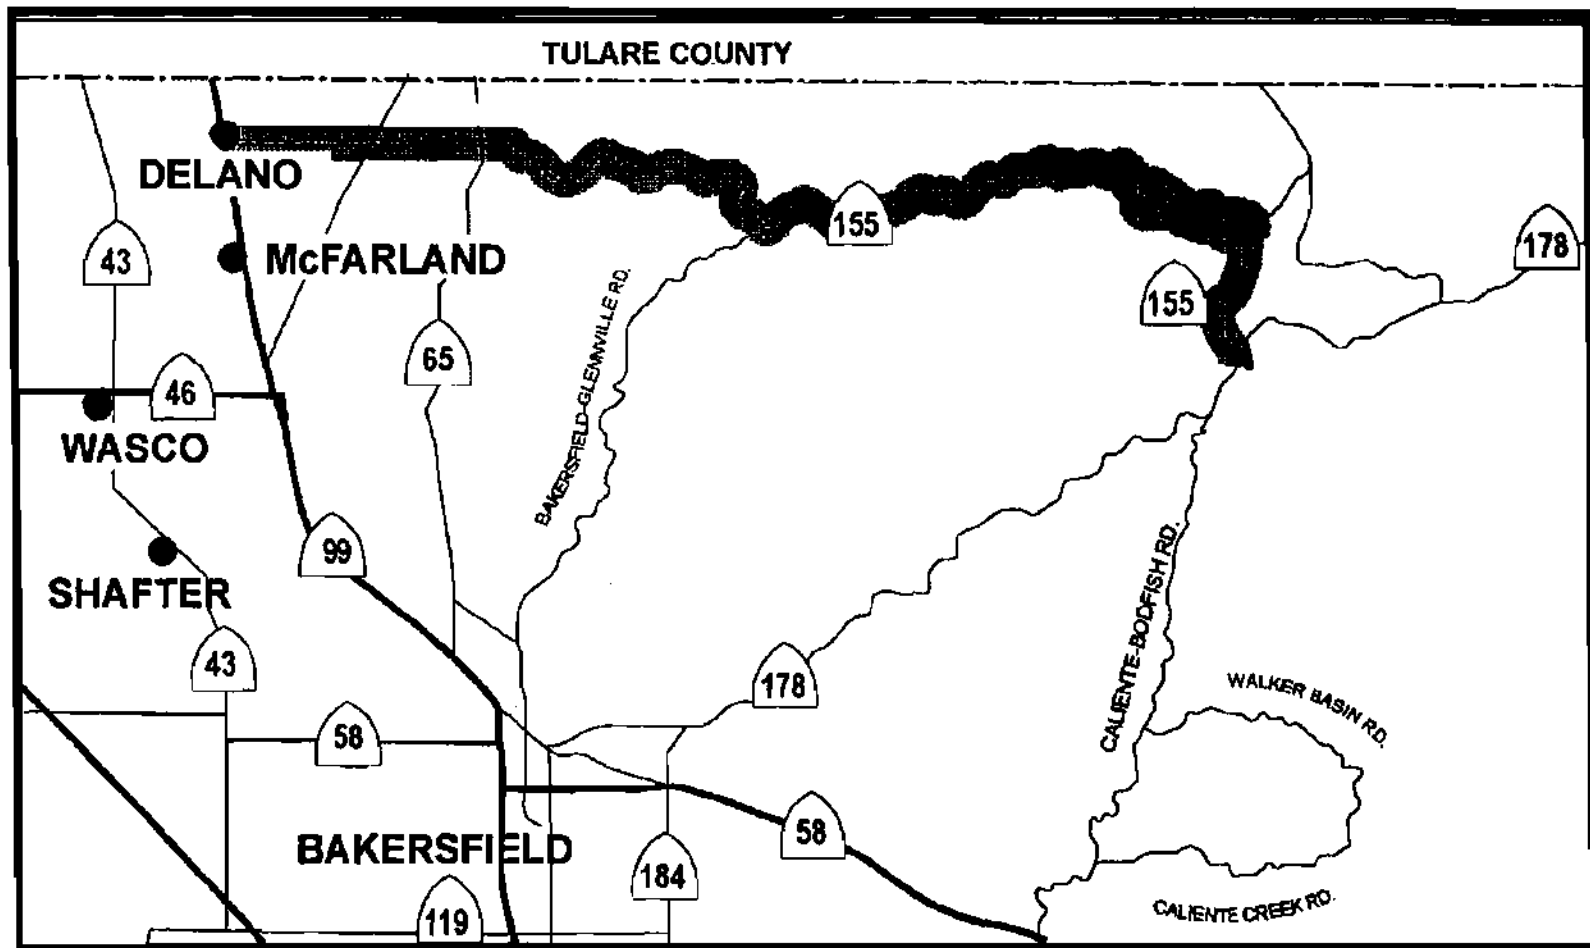 TULARE COUNTY
DELANO
McFARLAND
43
155
178
155
65
46
BAKERSFIELD-GLENNVILLE RD.
WASCO
99
SHAFTER
43
178
CALIENTE-BODFISH RD.
WALKER BASIN RD.
58
58
BAKERSFIELD
184
119
CALIENTE CREEK RD.